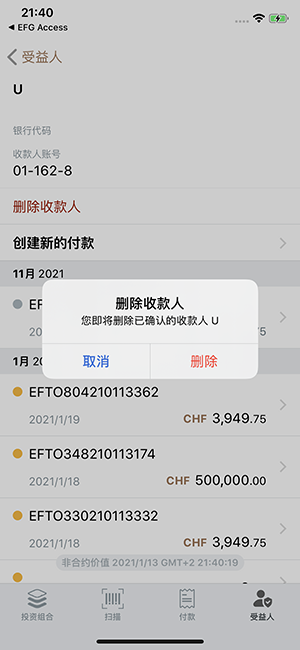 21:40
◀ EFG Access
受益人
U
银行代码
收款人账号
01-162-8
删除收款人
创建新的付款
11月 2021
EF
20
75
删除收款人
您即将删除已确认的收款人 U
取消
删除
1月 20
EFTO804210113362
2021/1/19
CHF 3,949.75
EFTO348210113174
2021/1/18
CHF 500,000.00
EFTO330210113332
2021/1/18
CHF 3,949.75
非合约价值 2021/1/13 GMT+2 21:40:19
投资组合
扫描
付款
受益人